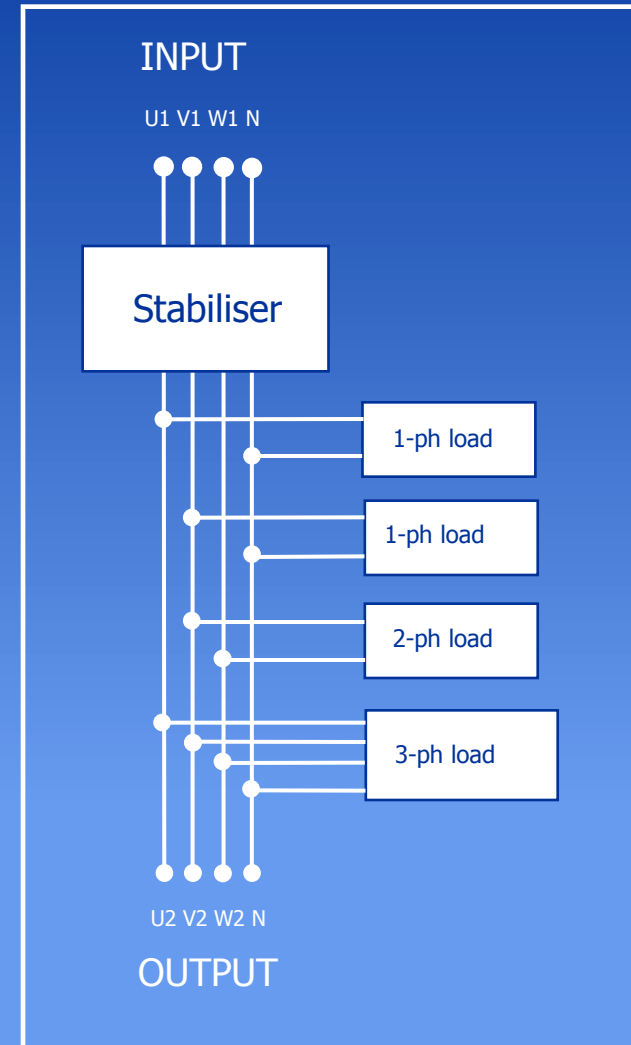 INPUT
U1 V1 W1 N
Stabiliser
1-ph load
1-ph load
2-ph load
3-ph load
U2 V2 W2 N
OUTPUT